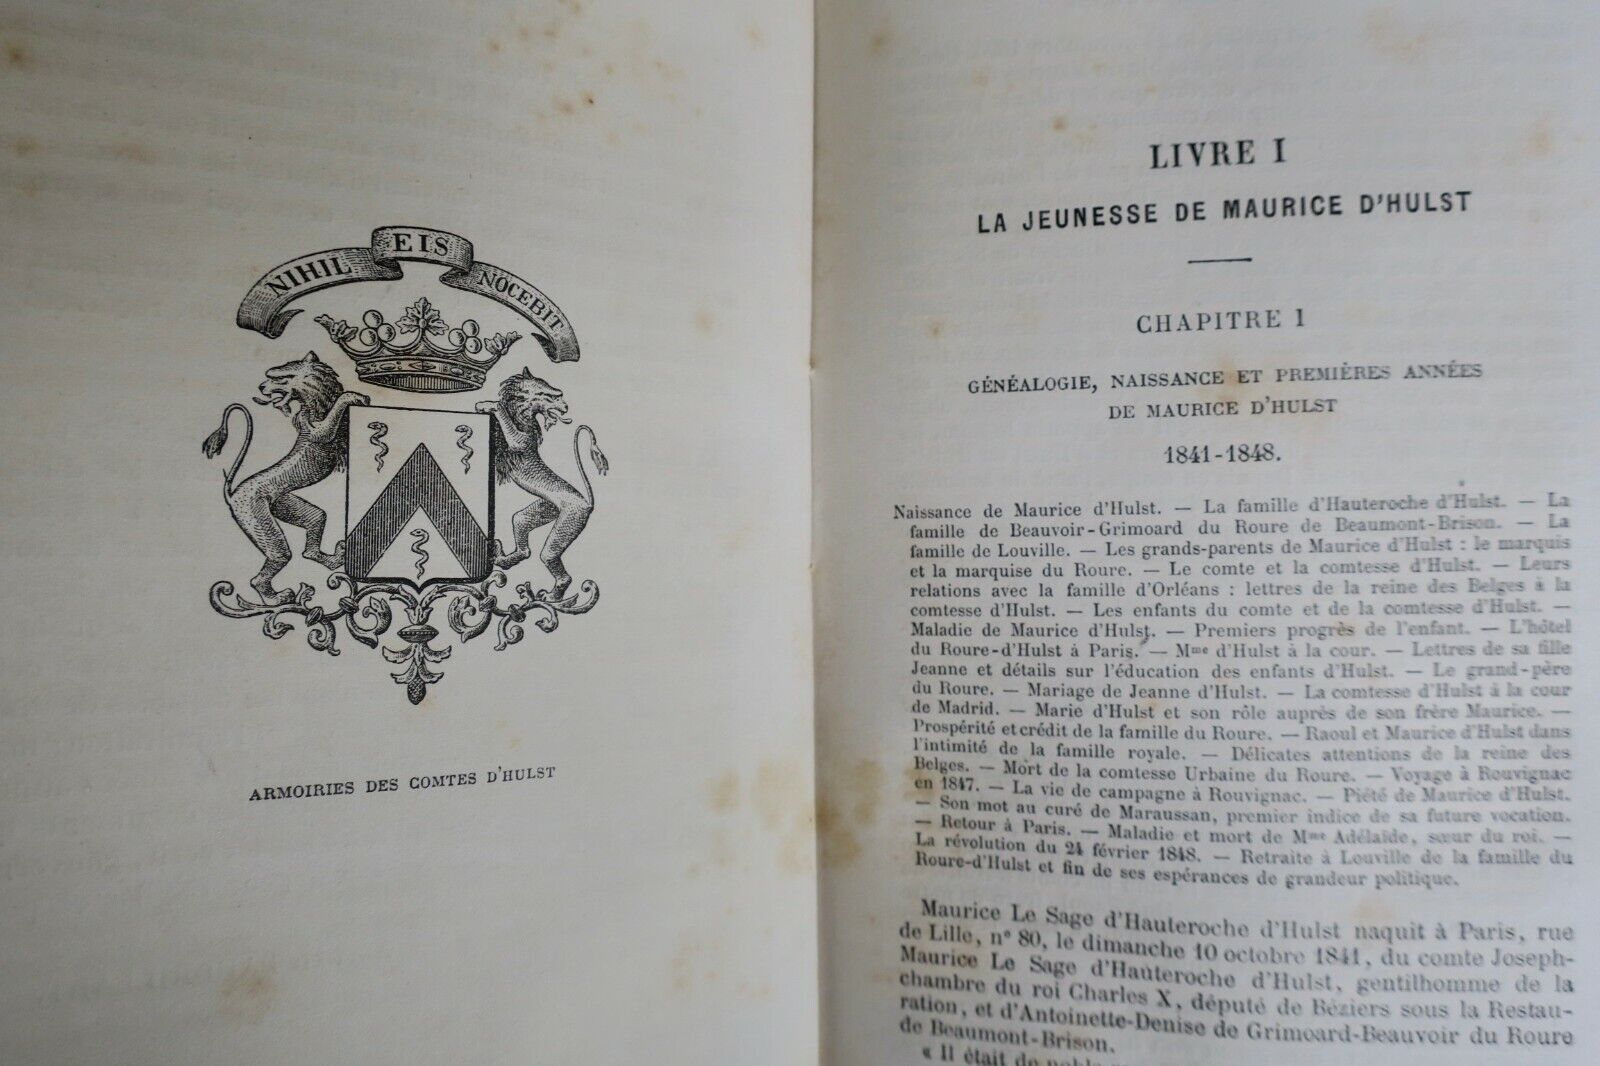 NIHIL EIS NOCEBIT
ARMOIRIES DES COMTES D'HULST
LIVRE I
LA JEUNESSE DE MAURICE D'HULST
CHAPITRE I
GÉNÉALOGIE, NAISSANCE ET PREMIÈRES ANNÉES
DE MAURICE D'HULST
1841-1848.
Naissance de Maurice d'Hulst. — La famille d'Hauteroche d'Hulst. — La
famille de Beauvoir-Grimoard du Roure de Beaumont-Brison. — La
famille de Louville. — Les grands-parents de Maurice d'Hulst : le marquis
et la marquise du Roure. — Le comte et la comtesse d'Hulst. — Leurs
relations avec la famille d'Orléans : lettres de la reine des Belges à la
comtesse d'Hulst. — Les enfants du comte et de la comtesse d'Hulst. —
Maladie de Maurice d'Hulst. — Premiers progrès de l'enfant. — L'hôtel
du Roure-d'Hulst à Paris. — Mme d'Hulst à la cour. — Lettres de sa fille
Jeanne et détails sur l'éducation des enfants d'Hulst. — Le grand-père
du Roure. — Mariage de Jeanne d'Hulst. — La comtesse d'Hulst à la cour
de Madrid. — Marie d'Hulst et son rôle auprès de son frère Maurice. —
Prospérité et crédit de la famille du Roure. — Raoul et Maurice d'Hulst dans
l'intimité de la famille royale. — Délicates attentions de la reine des
Belges. — Mort de la comtesse Urbaine du Roure. — Voyage à Rouvignac
en 1847. — La vie de campagne à Rouvignac. — Piété de Maurice d'Hulst.
— Son mot au curé de Maraussan, premier indice de sa future vocation.
— Retour à Paris. — Maladie et mort de Mme Adélaïde, sœur du roi. —
La révolution du 24 février 1848. — Retraite à Louville de la famille du
Roure-d'Hulst et fin de ses espérances de grandeur politique.
Maurice Le Sage d'Hauteroche d'Hulst naquit à Paris, rue
de Lille, n° 80, le dimanche 10 octobre 1841, du comte Joseph-
Maurice Le Sage d'Hauteroche d'Hulst, gentilhomme de la
chambre du roi Charles X, député de Béziers sous la Restau-
ration, et d'Antoinette-Denise de Grimoard-Beauvoir du Roure
de Beaumont-Brison.
« Il était de noble